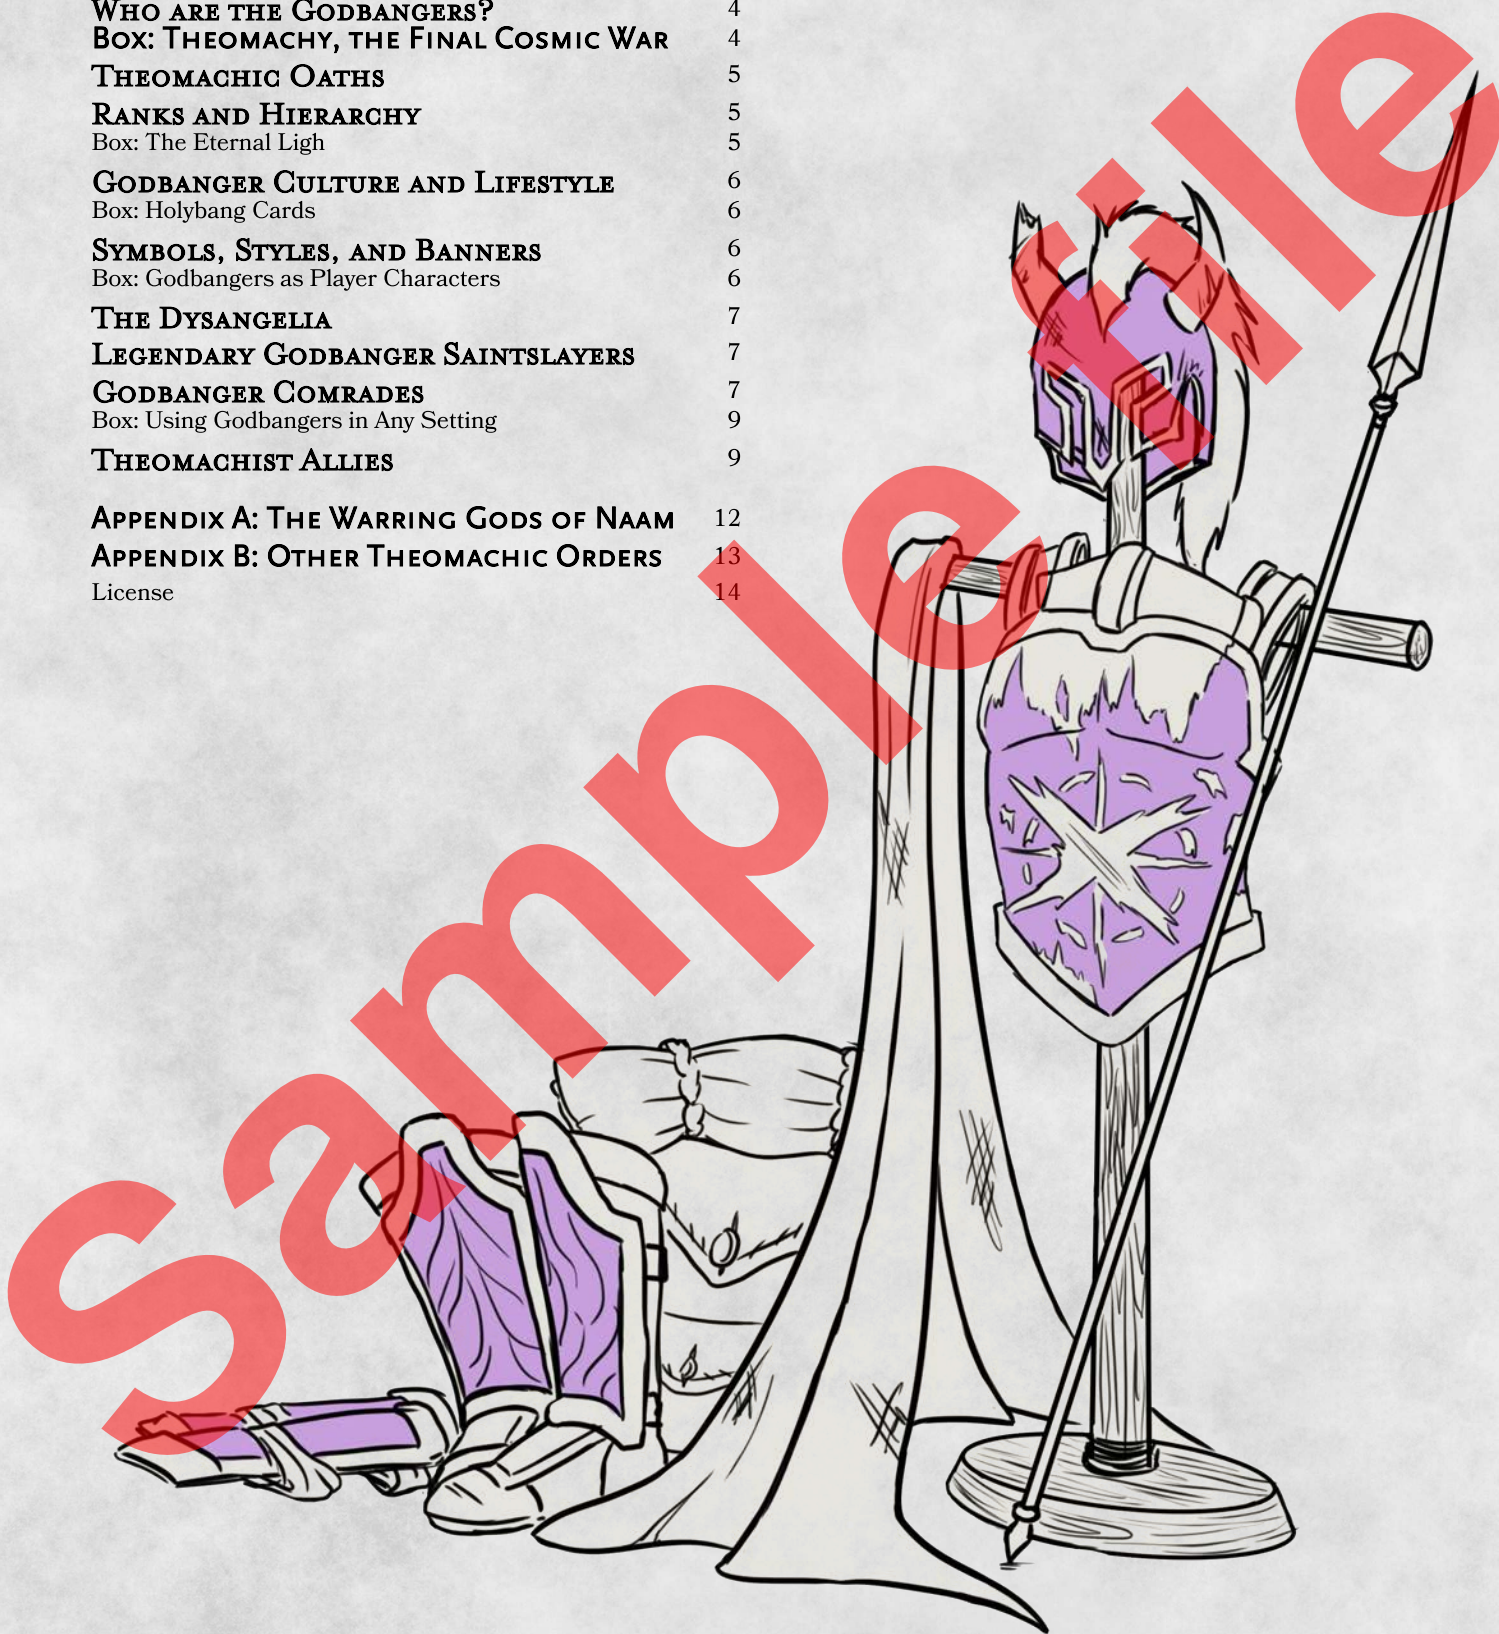 Who are the Godbangers? 4
Box: Theomachy, the Final Cosmic War 4
Theomachic Oaths 5
Ranks and Hierarchy 5
Box: The Eternal Ligh 5
Godbanger Culture and Lifestyle 6
Box: Holybang Cards 6
Symbols, Styles, and Banners 6
Box: Godbangers as Player Characters 6
The Dysangelia 7
Legendary Godbanger Saintslayers 7
Godbanger Comrades 7
Box: Using Godbangers in Any Setting 9
Theomachist Allies 9
Appendix A: The Warring Gods of Naam 12
Appendix B: Other Theomachic Orders 13
License 14
Sample file